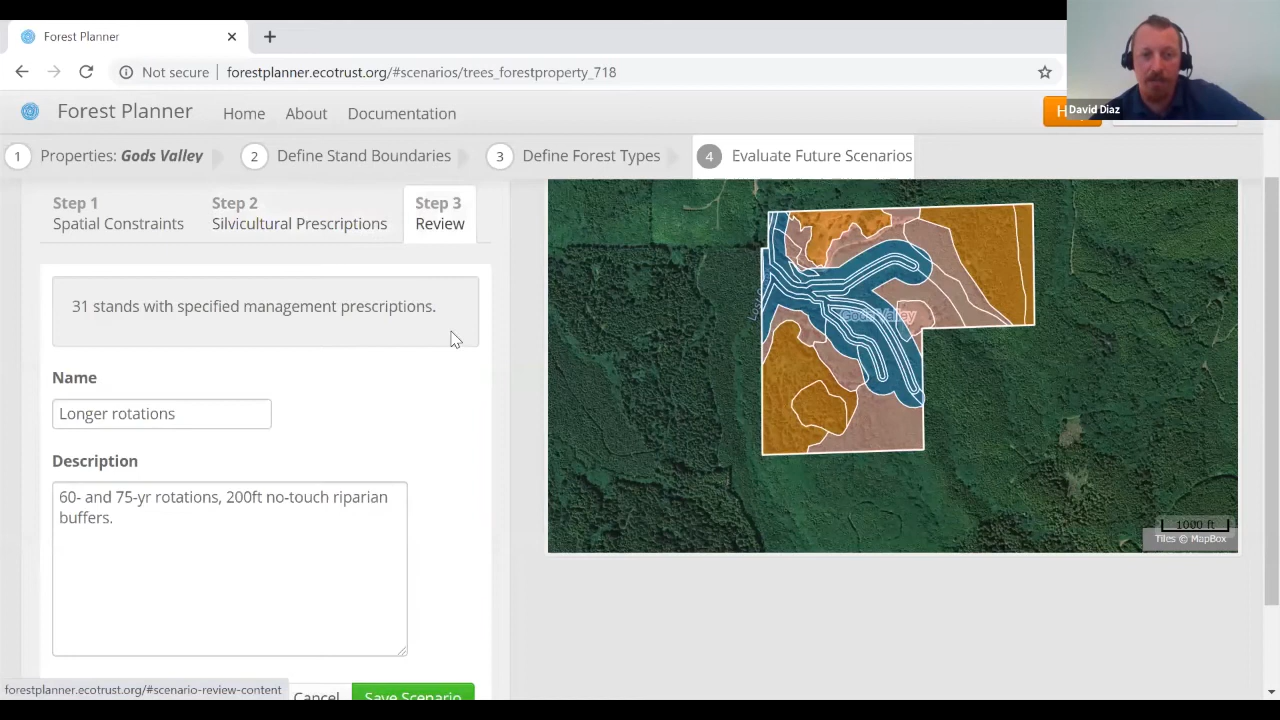 Forest Planner
Not secure
forestplanner.ecotrust.org/#scenarios/trees_forestproperty_718
David Diaz
Forest Planner
Home
About
Documentation
1
Properties: Gods Valley
2
Define Stand Boundaries
3
Define Forest Types
4
Evaluate Future Scenarios
Step 1
Spatial Constraints
Step 2
Silvicultural Prescriptions
Step 3
Review
31 stands with specified management prescriptions.
Name
Longer rotations
Description
60- and 75-yr rotations, 200ft no-touch riparian
buffers.
Cancel
Save Scenario
forestplanner.ecotrust.org/#scenario-review-content
Gods Valley
1000 ft
Tiles © MapBox